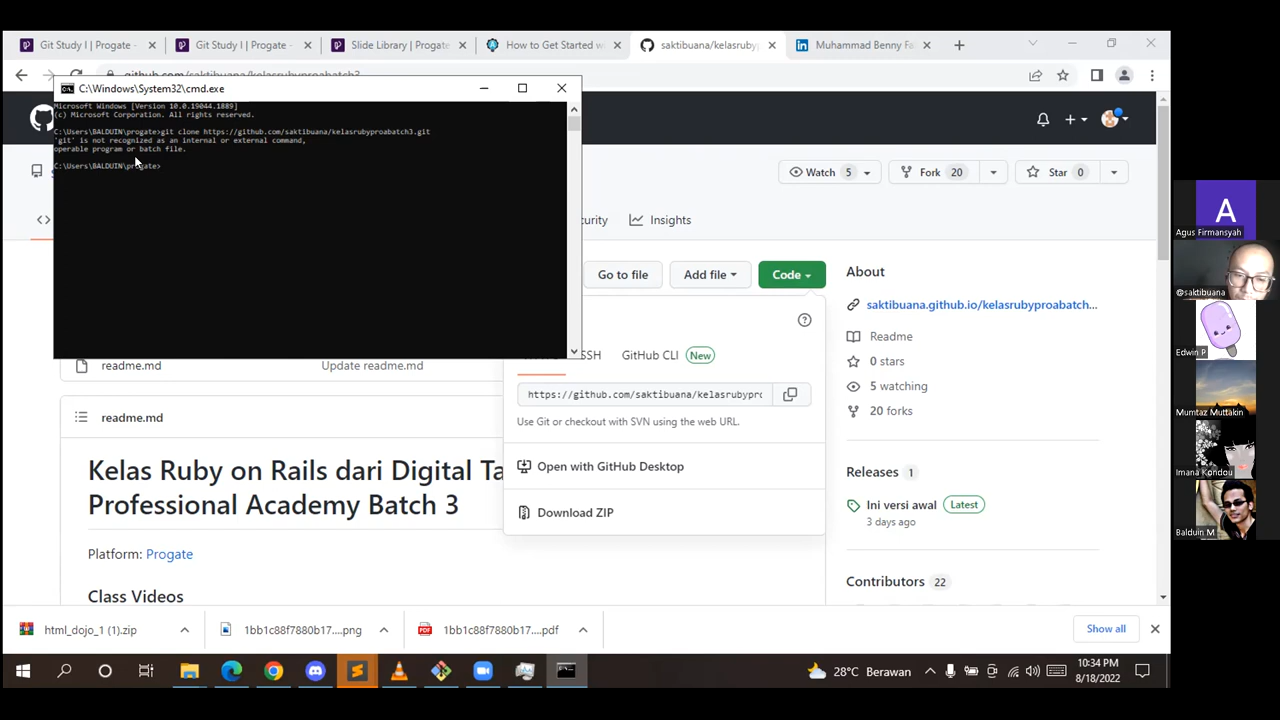 Git Study I | Progate -
Git Study I | Progate -
Slide Library | Progate
How to Get Started w
saktibuana/kelasruby
Muhammad Benny Fa
github.com/saktibuana/kelasrubyproabatch3
C:\Windows\System32\cmd.exe
Microsoft Windows [Version 10.0.19044.1889]
(c) Microsoft Corporation. All rights reserved.
C:\Users\BALDUIN\progate>git clone https://github.com/saktibuana/kelasrubyproabatch3.git
'git' is not recognized as an internal or external command,
operable program or batch file.
C:\Users\BALDUIN\progate>
Watch 5
Fork 20
Star 0
curity
Insights
Go to file
Add file
Code
SSH
GitHub CLI
New
https://github.com/saktibuana/kelasrubypro
Use Git or checkout with SVN using the web URL.
Open with GitHub Desktop
Download ZIP
About
saktibuana.github.io/kelasrubyproabatch...
Readme
0 stars
5 watching
20 forks
Releases 1
Ini versi awal
Latest
3 days ago
Contributors 22
readme.md
Update readme.md
readme.md
Kelas Ruby on Rails dari Digital Ta
Professional Academy Batch 3
Platform: Progate
Class Videos
html_dojo_1 (1).zip
1bb1c88f7880b17....png
1bb1c88f7880b17....pdf
Show all
28°C Berawan
10:34 PM
8/18/2022
A
Agus Firmansyah
@saktibuana
Edwin P
Mumtaz Muttakin
Imana Kondou
Balduin M